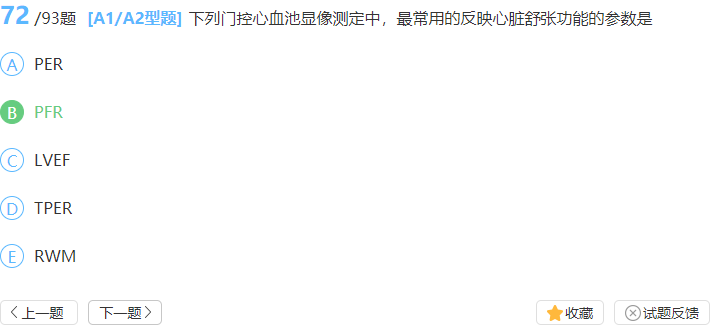 72 /93题 [A1/A2型题] 下列门控心血池显像测定中，最常用的反映心脏舒张功能的参数是
A PER
B PFR
C LVEF
D TPER
E RWM
上一题 下一题 收藏 试题反馈